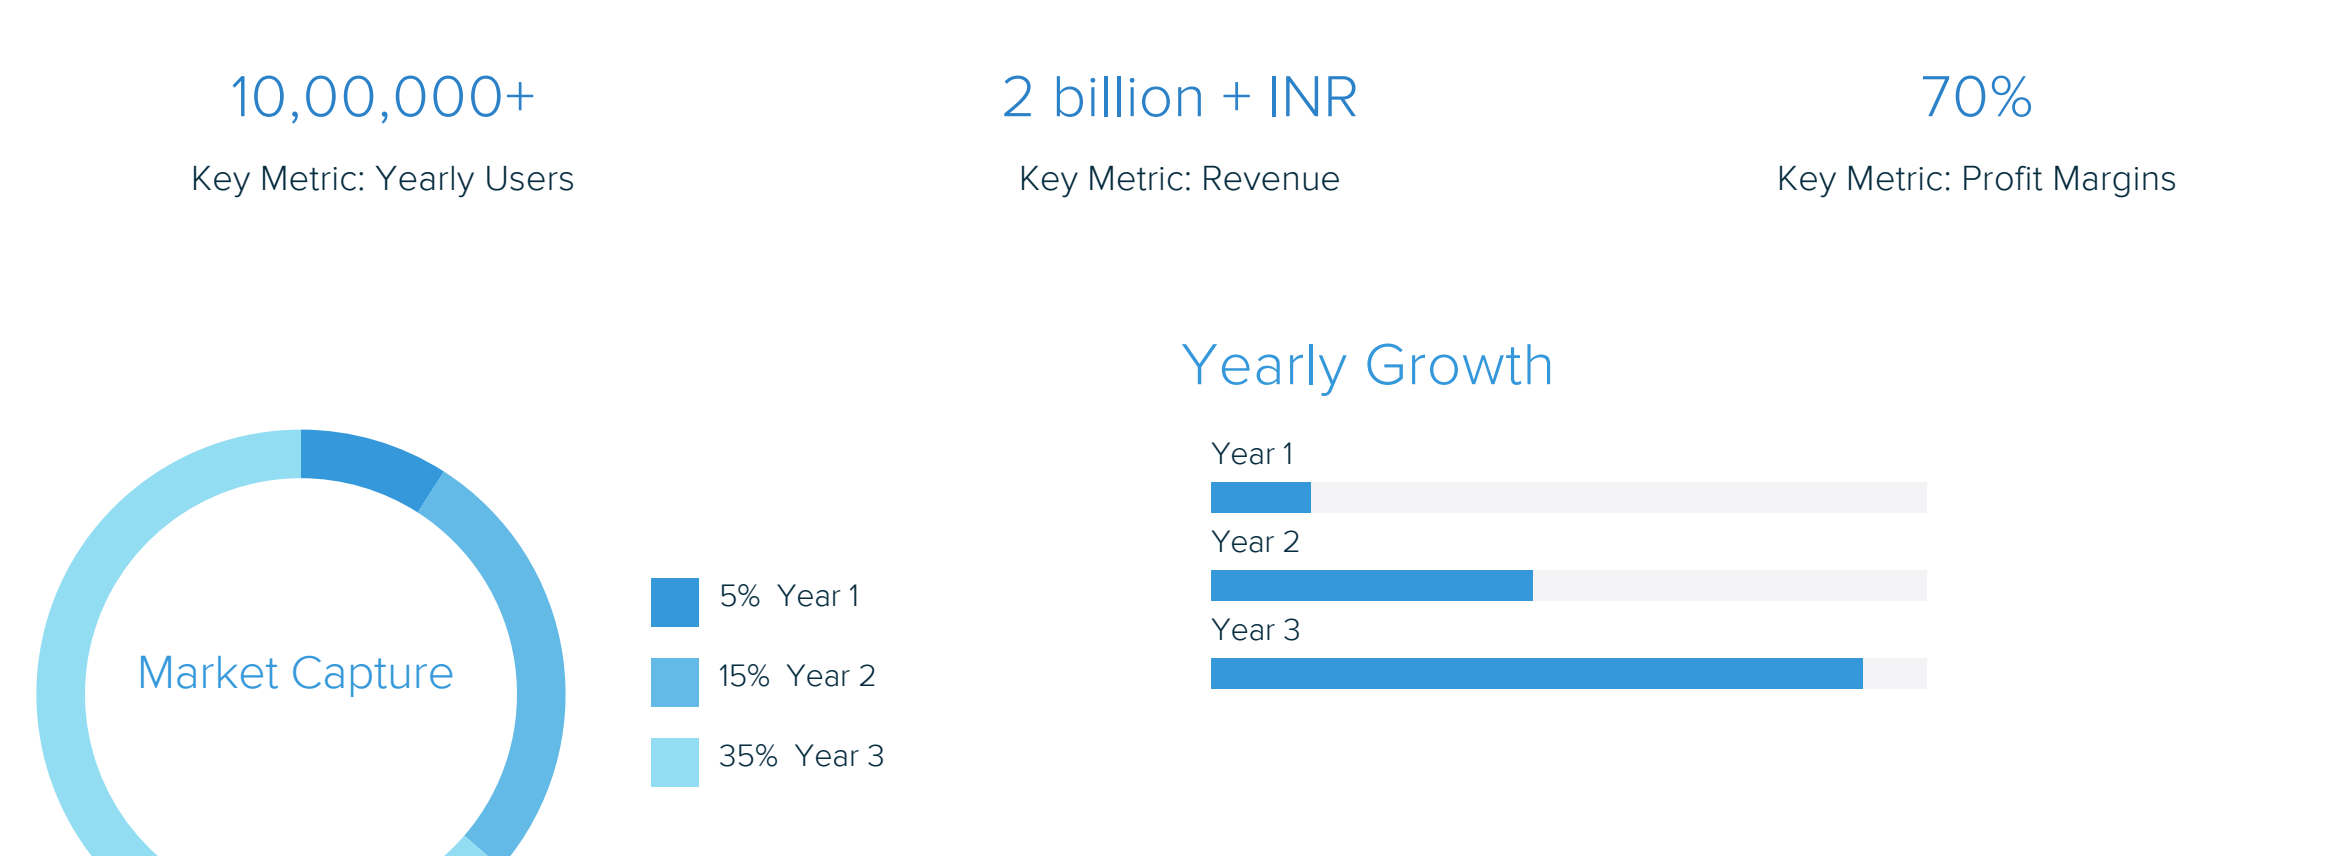 10,00,000+
Key Metric: Yearly Users
2 billion + INR
Key Metric: Revenue
70%
Key Metric: Profit Margins
Market Capture
5% Year 1
15% Year 2
35% Year 3
Yearly Growth
Year 1
Year 2
Year 3